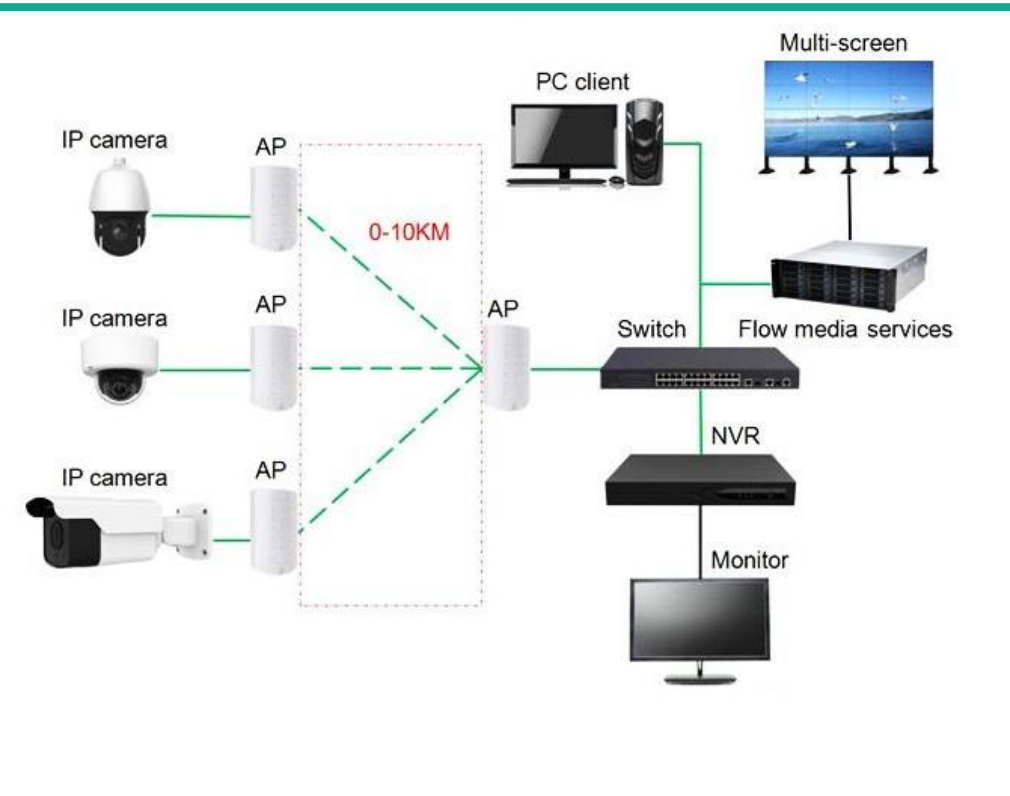 Multi-screen
PC client
IP camera
AP
0-10KM
IP camera
AP
AP
Switch
Flow media services
NVR
IP camera
AP
Monitor